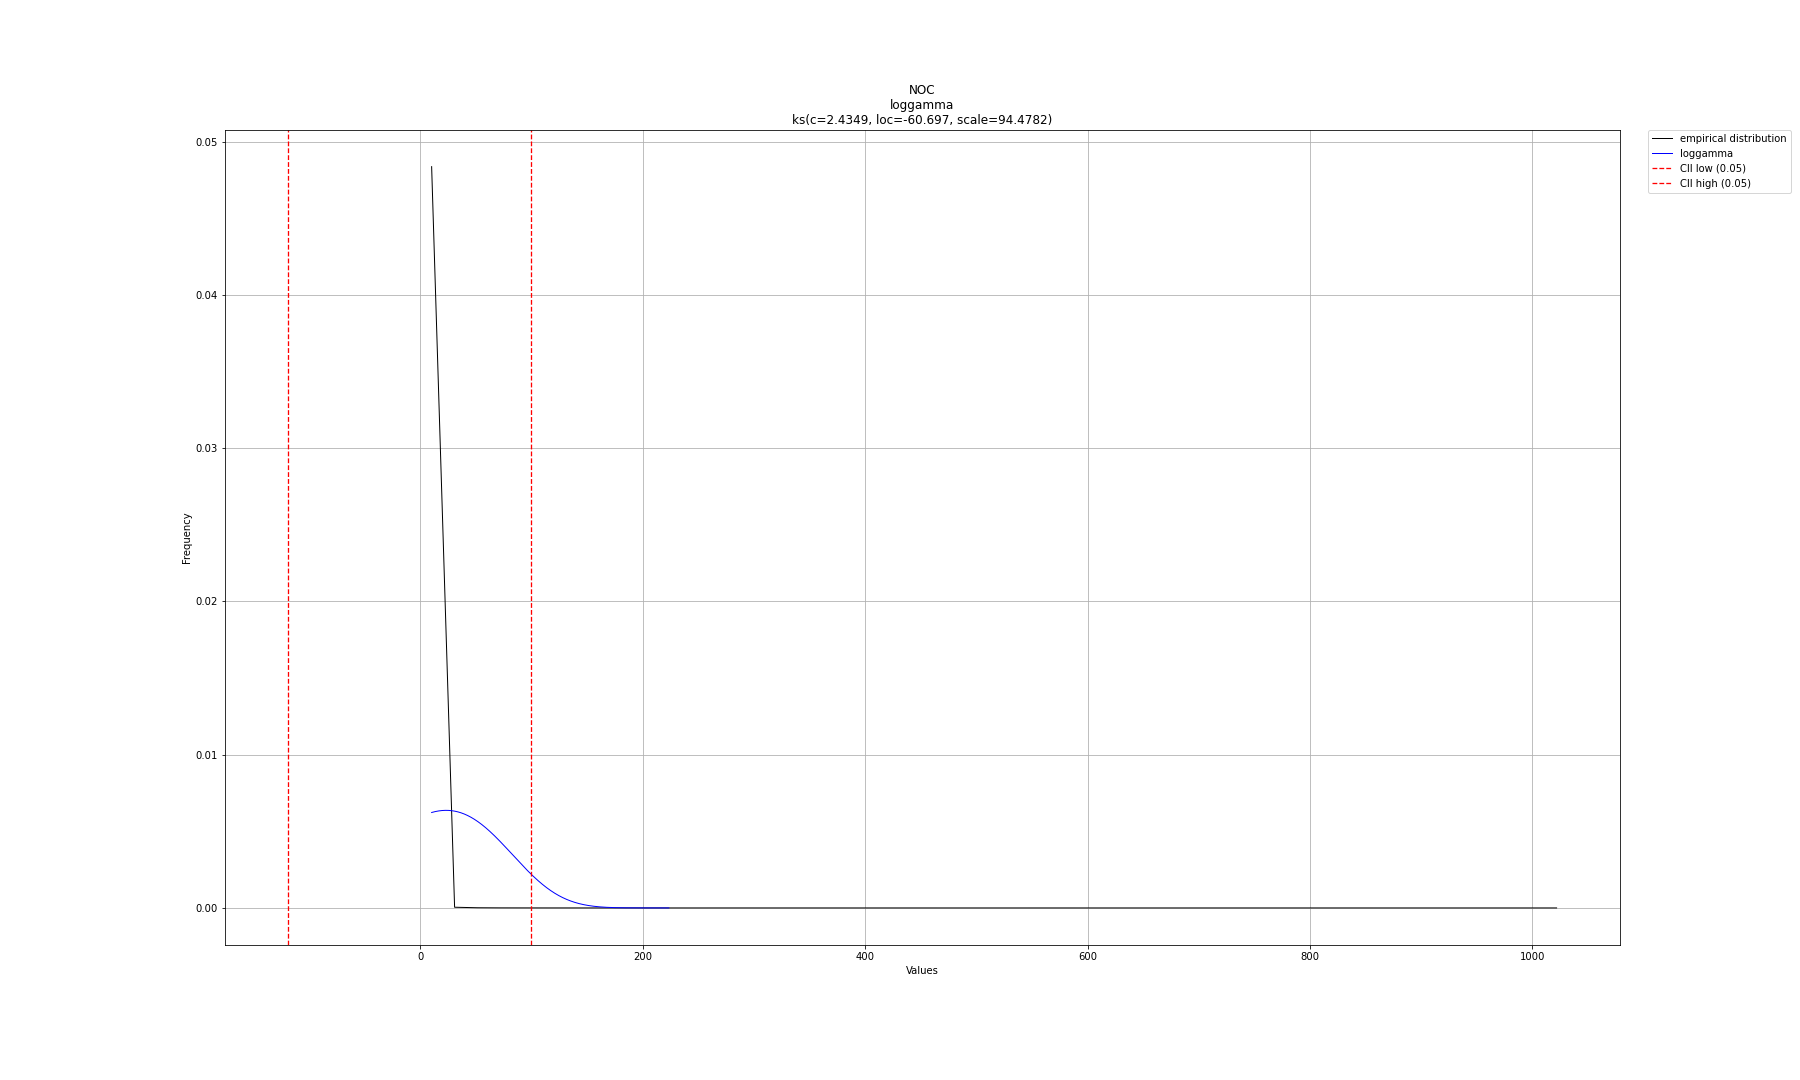 NOC
loggamma
ks(c=2.4349, loc=-60.697, scale=94.4782)
empirical distribution
loggamma
CII low (0.05)
CII high (0.05)
0.05
0.04
0.03
0.02
0.01
0.00
Frequency
0
200
400
600
800
1000
Values